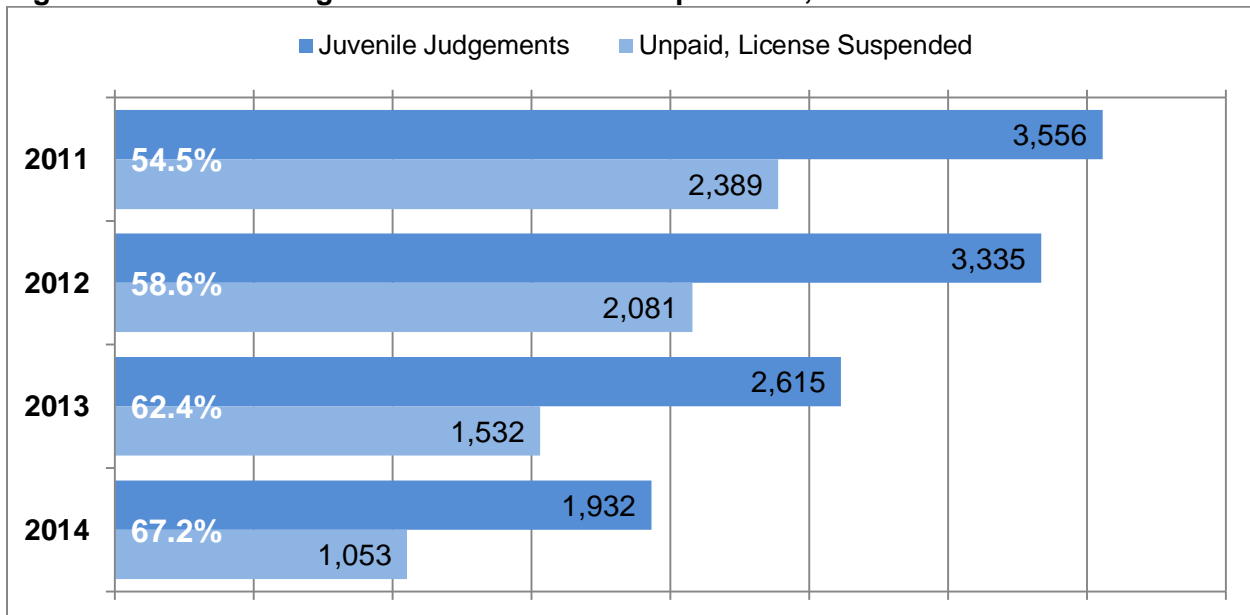 Juvenile Judgements Unpaid, License Suspended
2011 54.5% 3,556
2,389
2012 58.6% 3,335
2,081
2013 62.4% 2,615
1,532
2014 67.2% 1,932
1,053